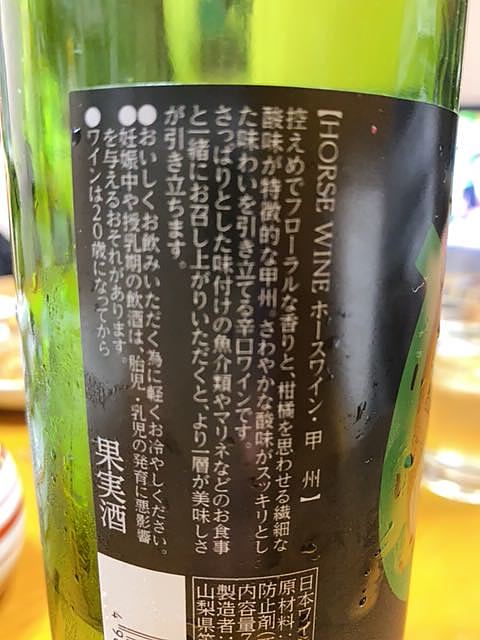 【HORSE WINE ホースワイン・甲州】
控えめでフローラルな香りと、柑橘を思わせる繊細な
酸味が特徴的な甲州。さわやかな酸味がスッキリとし
た味わいを引き立てる辛口ワインです。
さっぱりとした味付けの魚介類やマリネなどのお食事
と一緒にお召し上がりいただくと、より一層が美味しさ
が引き立ちます。
●おいしくお飲みいただく為に軽くお冷やしください。
●妊娠中や授乳期の飲酒は、胎児・乳児の発育に悪影響
を与えるおそれがあります。
●ワインは20歳になってから
果実酒
日本ワイ
原材料
防止剤
内容量7
製造者
山梨県